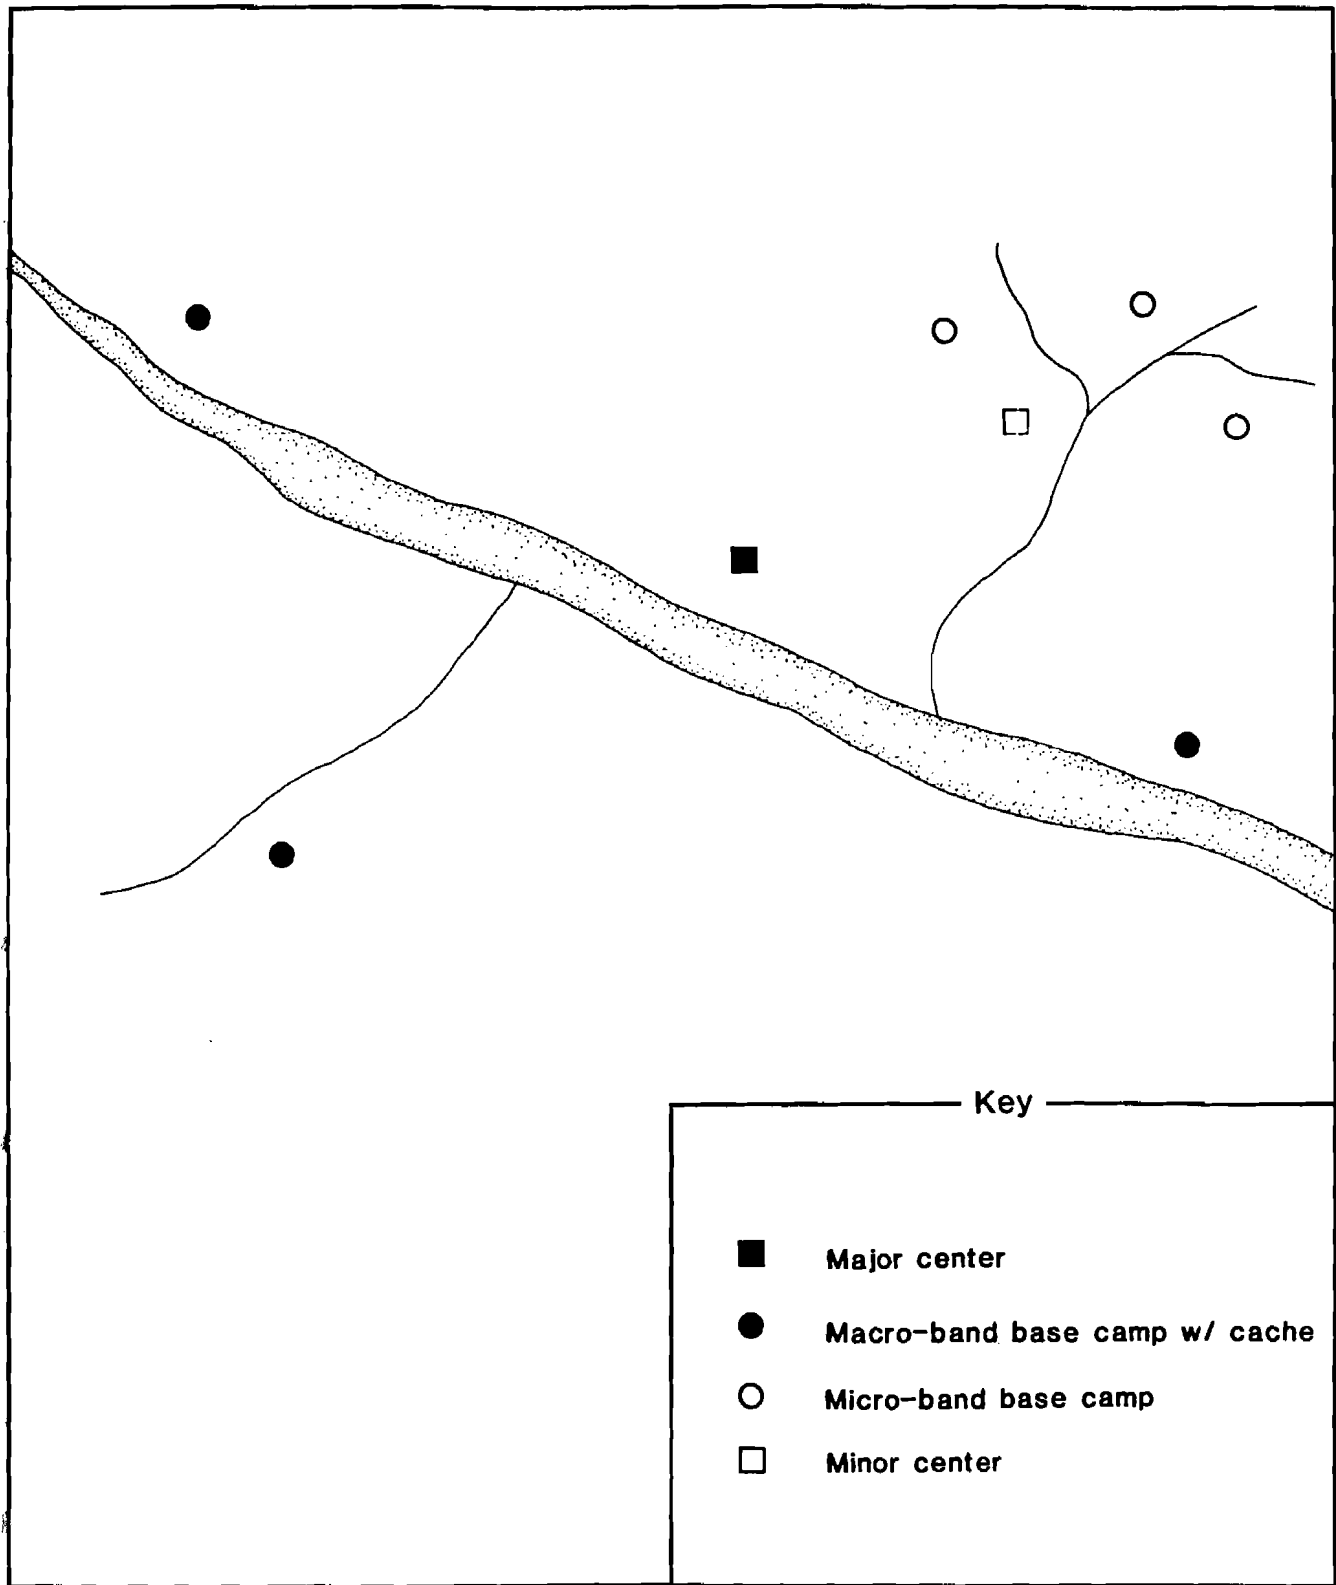 Key
Major center
Macro-band base camp w/ cache
Micro-band base camp
Minor center